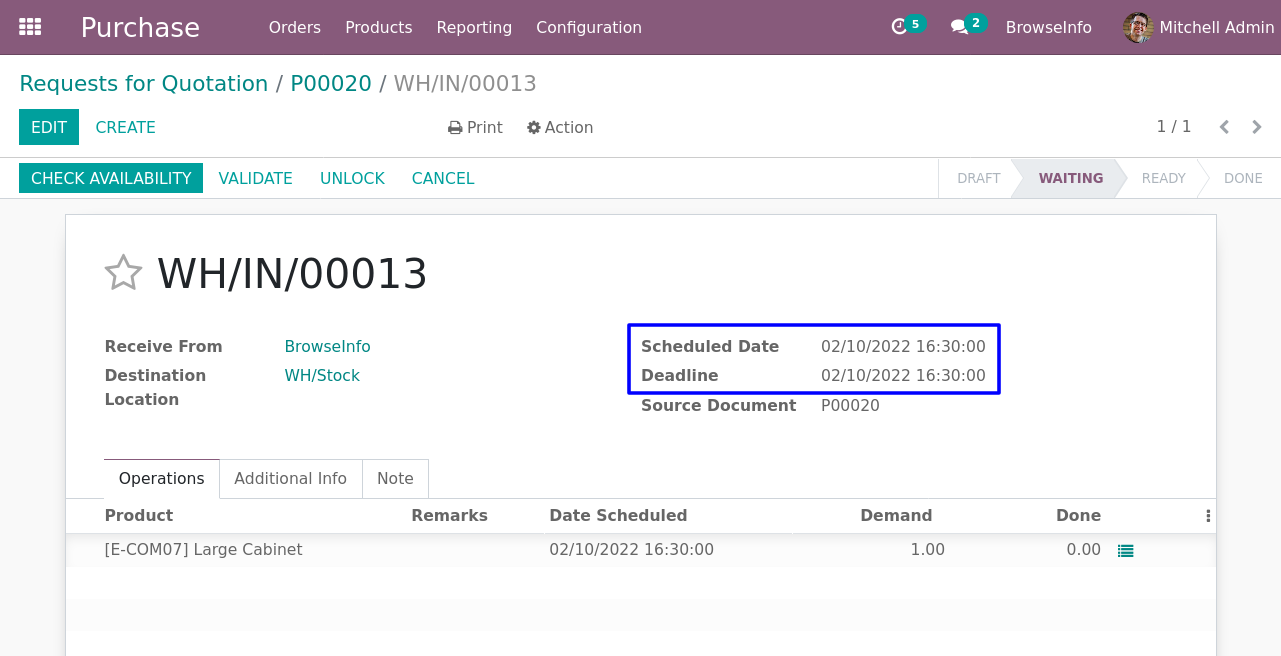 Purchase Orders Products Reporting Configuration 5 2 BrowseInfo Mitchell Admin
Requests for Quotation / P00020 / WH/IN/00013
EDIT CREATE Print Action 1 / 1
CHECK AVAILABILITY VALIDATE UNLOCK CANCEL DRAFT WAITING READY DONE
WH/IN/00013
Receive From BrowseInfo Scheduled Date 02/10/2022 16:30:00
Destination WH/Stock Deadline 02/10/2022 16:30:00
Location Source Document P00020
Operations Additional Info Note
Product Remarks Date Scheduled Demand Done
[E-COM07] Large Cabinet 02/10/2022 16:30:00 1.00 0.00